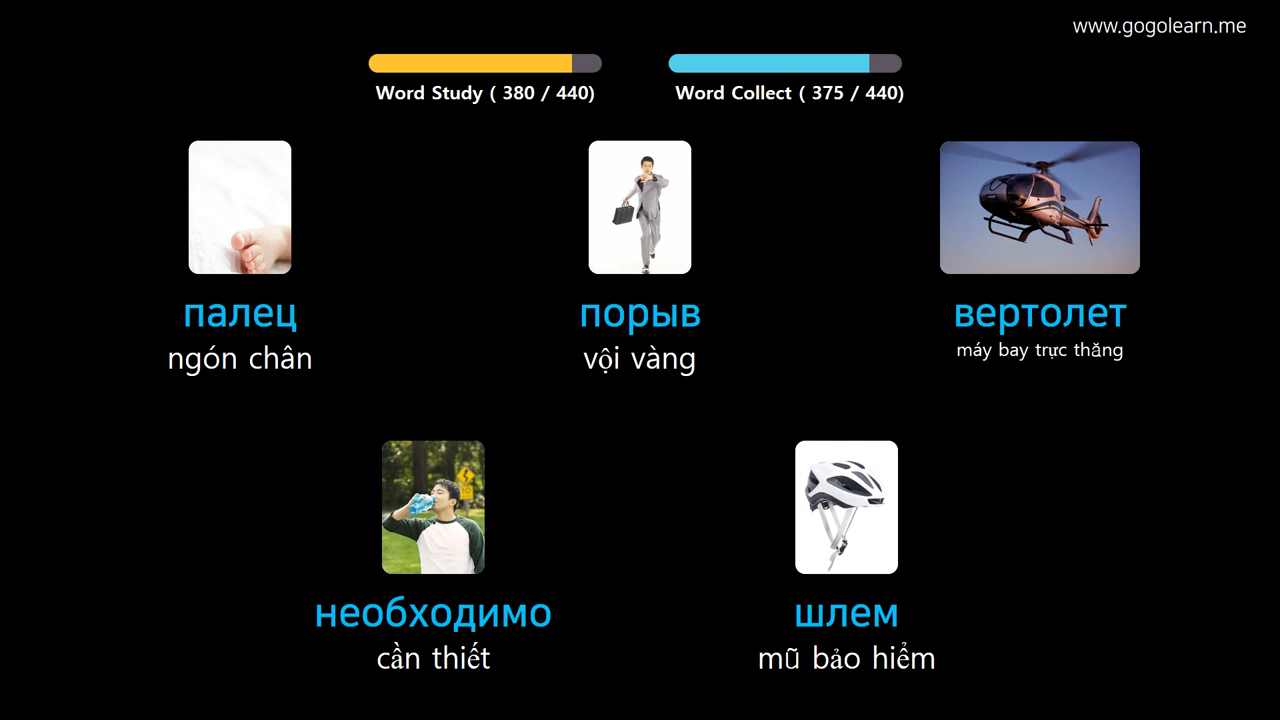 www.gogolearn.me
Word Study ( 380 / 440)
Word Collect ( 375 / 440)
палец
ngón chân
порыв
vội vàng
вертолет
máy bay trực thăng
необходимо
cần thiết
шлем
mũ bảo hiểm